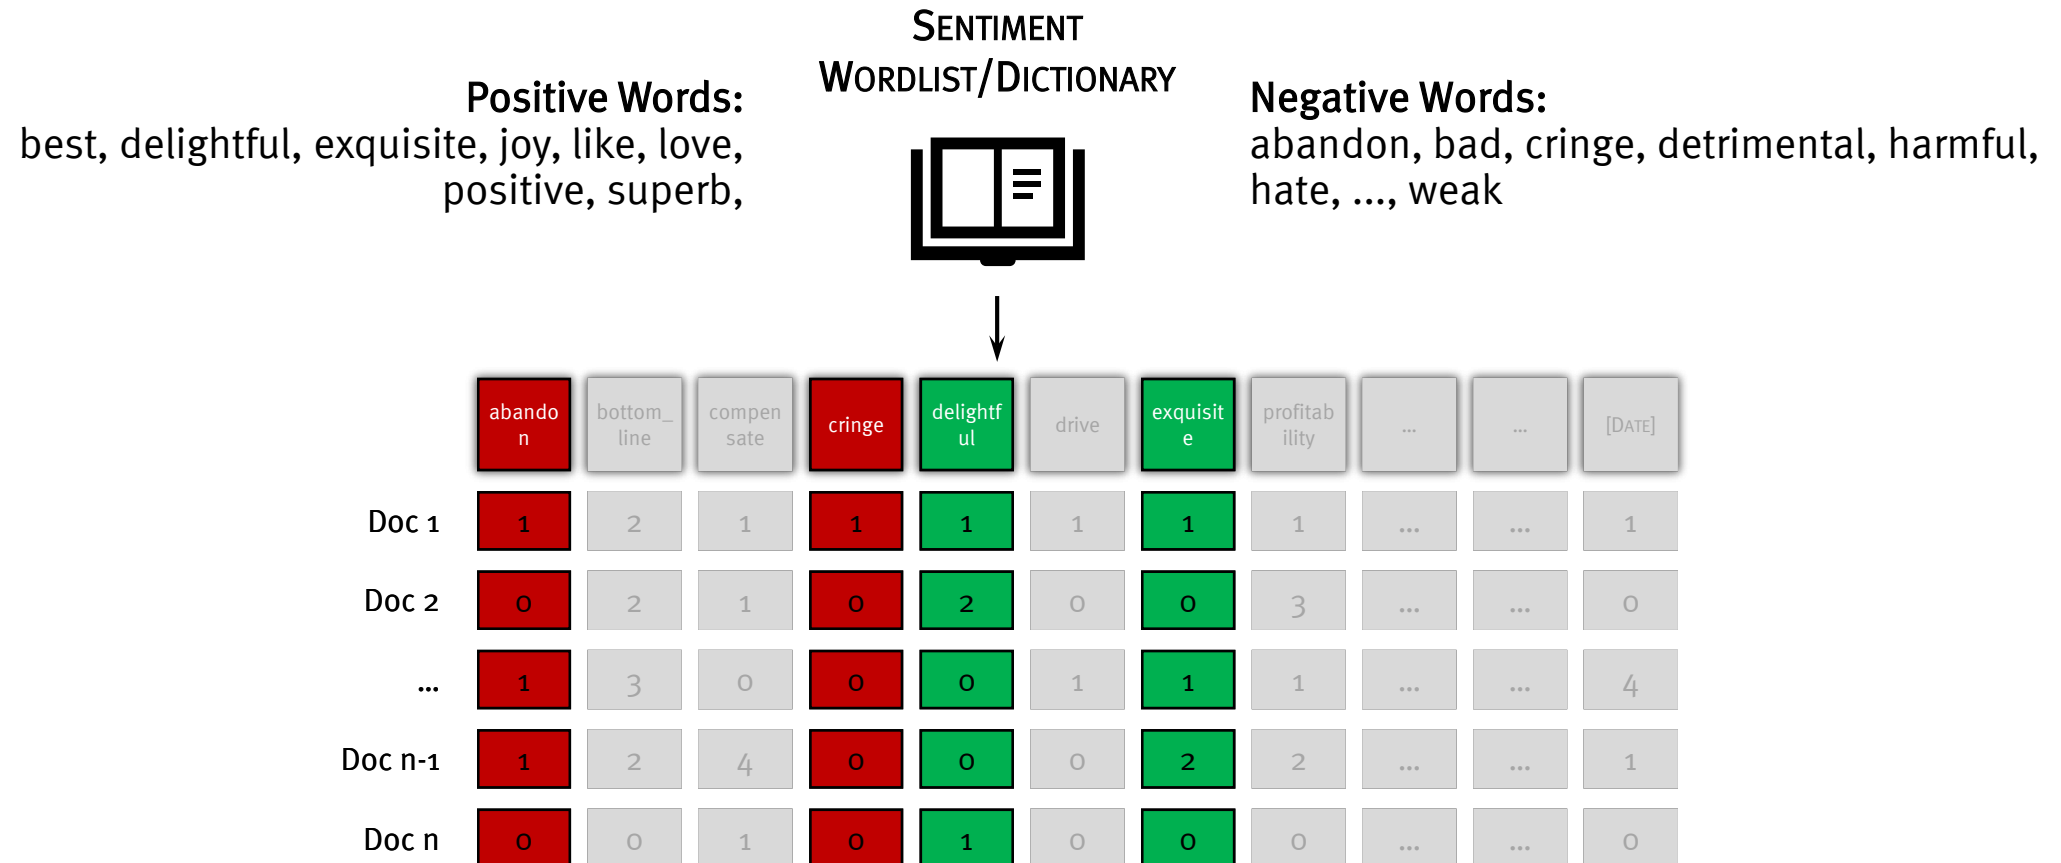 SENTIMENT
WORDLIST/DICTIONARY
Positive Words:
best, delightful, exquisite, joy, like, love,
positive, superb,
Negative Words:
abandon, bad, cringe, detrimental, harmful,
hate, ..., weak
abando
n
bottom_
line
compen
sate
cringe
delightf
ul
drive
exquisit
e
profitab
ility
...
...
[DATE]
Doc 1 1 2 1 1 1 1 1 1 ... ... 1
Doc 2 0 2 1 0 2 0 0 3 ... ... 0
... 1 3 0 0 0 1 1 1 ... ... 4
Doc n-1 1 2 4 0 0 0 2 2 ... ... 1
Doc n 0 0 1 0 1 0 0 0 ... ... 0